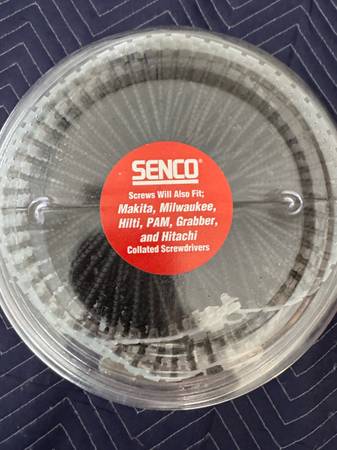 SENCO®
Screws Will Also Fit;
Makita, Milwaukee,
Hilti, PAM, Grabber,
and Hitachi
Collated Screwdrivers